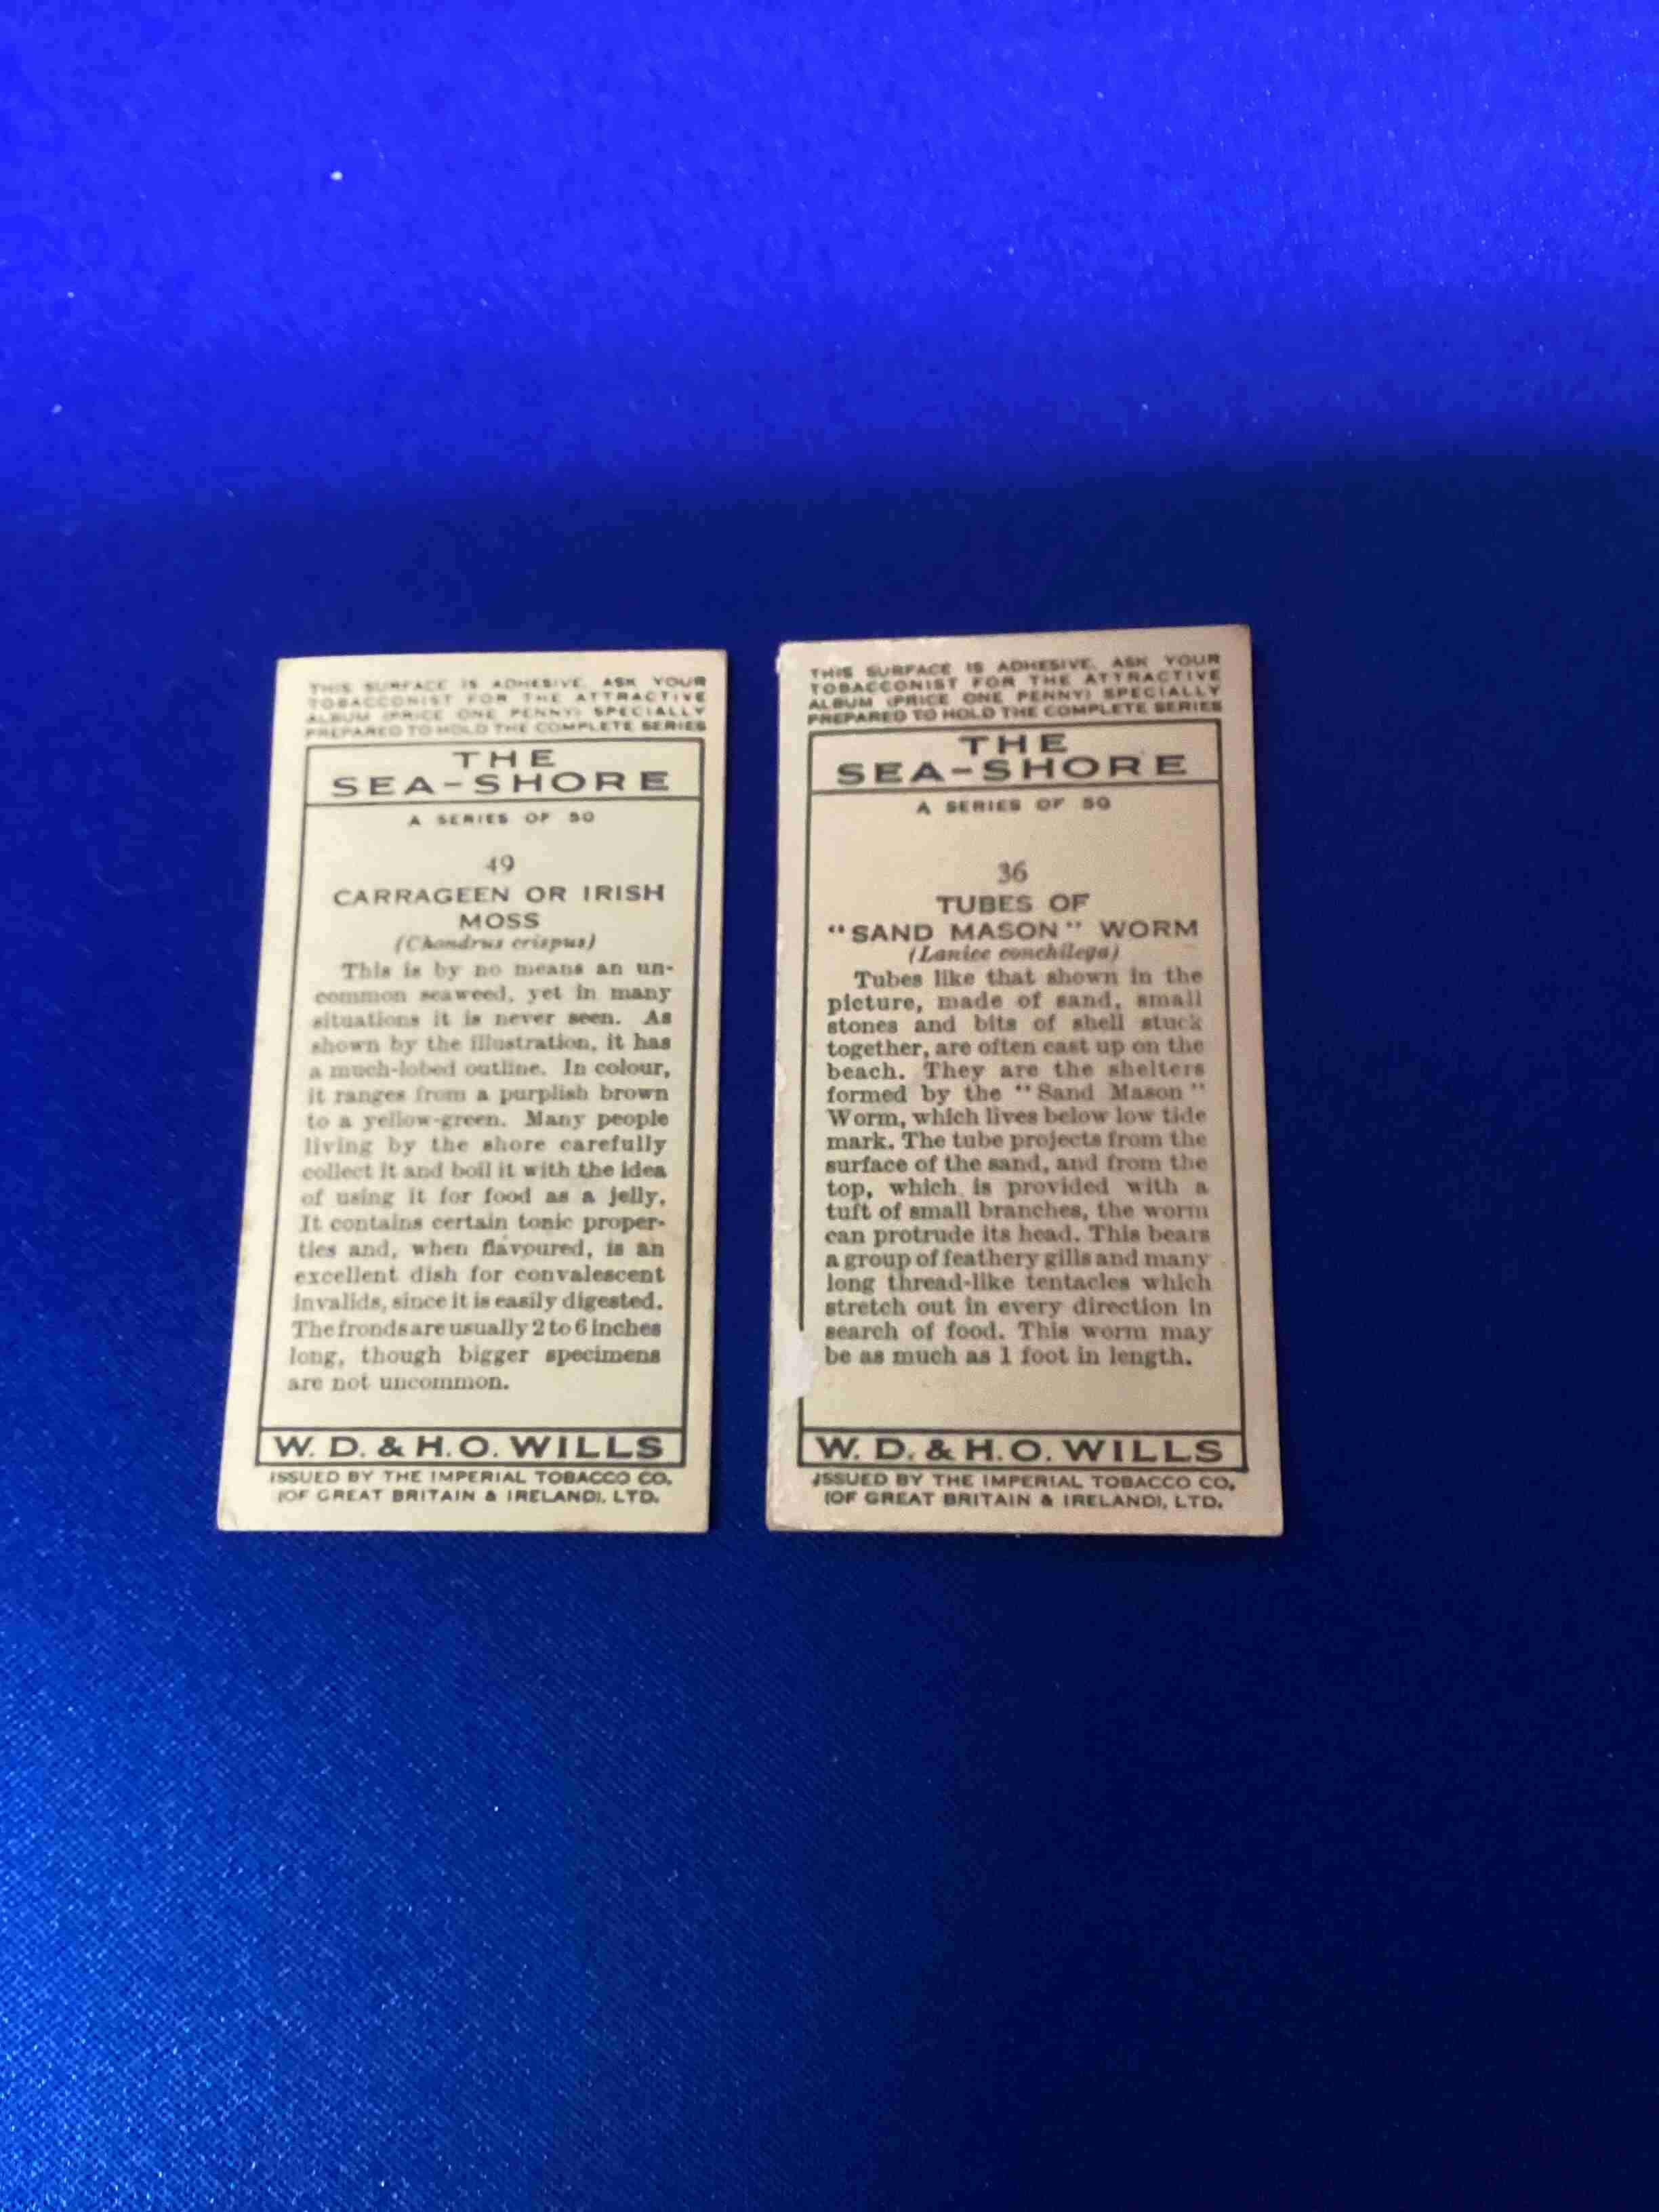 THIS SURFACE IS ADHESIVE. ASK YOUR
TOBACCONIST FOR THE ATTRACTIVE
ALBUM (PRICE ONE PENNY) SPECIALLY
PREPARED TO HOLD THE COMPLETE SERIES
THE
SEA-SHORE
A SERIES OF 50
49
CARRAGEEN OR IRISH
MOSS
(Chondrus crispus)
This is by no means an un-
common seaweed, yet in many
situations it is never seen. As
shown by the illustration, it has
a much-lobed outline. In colour,
it ranges from a purplish brown
to a yellow-green. Many people
living by the shore carefully
collect it and boil it with the idea
of using it for food as a jelly.
It contains certain tonic proper-
ties and, when flavoured, is an
excellent dish for convalescent
invalids, since it is easily digested.
The fronds are usually 2 to 6 inches
long, though bigger specimens
are not uncommon.
W. D. & H. O. WILLS
ISSUED BY THE IMPERIAL TOBACCO CO.
(OF GREAT BRITAIN & IRELAND), LTD.
THIS SURFACE IS ADHESIVE. ASK YOUR
TOBACCONIST FOR THE ATTRACTIVE
ALBUM (PRICE ONE PENNY) SPECIALLY
PREPARED TO HOLD THE COMPLETE SERIES
THE
SEA-SHORE
A SERIES OF 50
36
TUBES OF
"SAND MASON" WORM
(Lanice conchilega)
Tubes like that shown in the
picture, made of sand, small
stones and bits of shell stuck
together, are often cast up on the
beach. They are the shelters
formed by the "Sand Mason"
Worm, which lives below low tide
mark. The tube projects from the
surface of the sand, and from the
top, which is provided with a
tuft of small branches, the worm
can protrude its head. This bears
a group of feathery gills and many
long thread-like tentacles which
stretch out in every direction in
search of food. This worm may
be as much as 1 foot in length.
W. D. & H. O. WILLS
ISSUED BY THE IMPERIAL TOBACCO CO.
(OF GREAT BRITAIN & IRELAND), LTD.